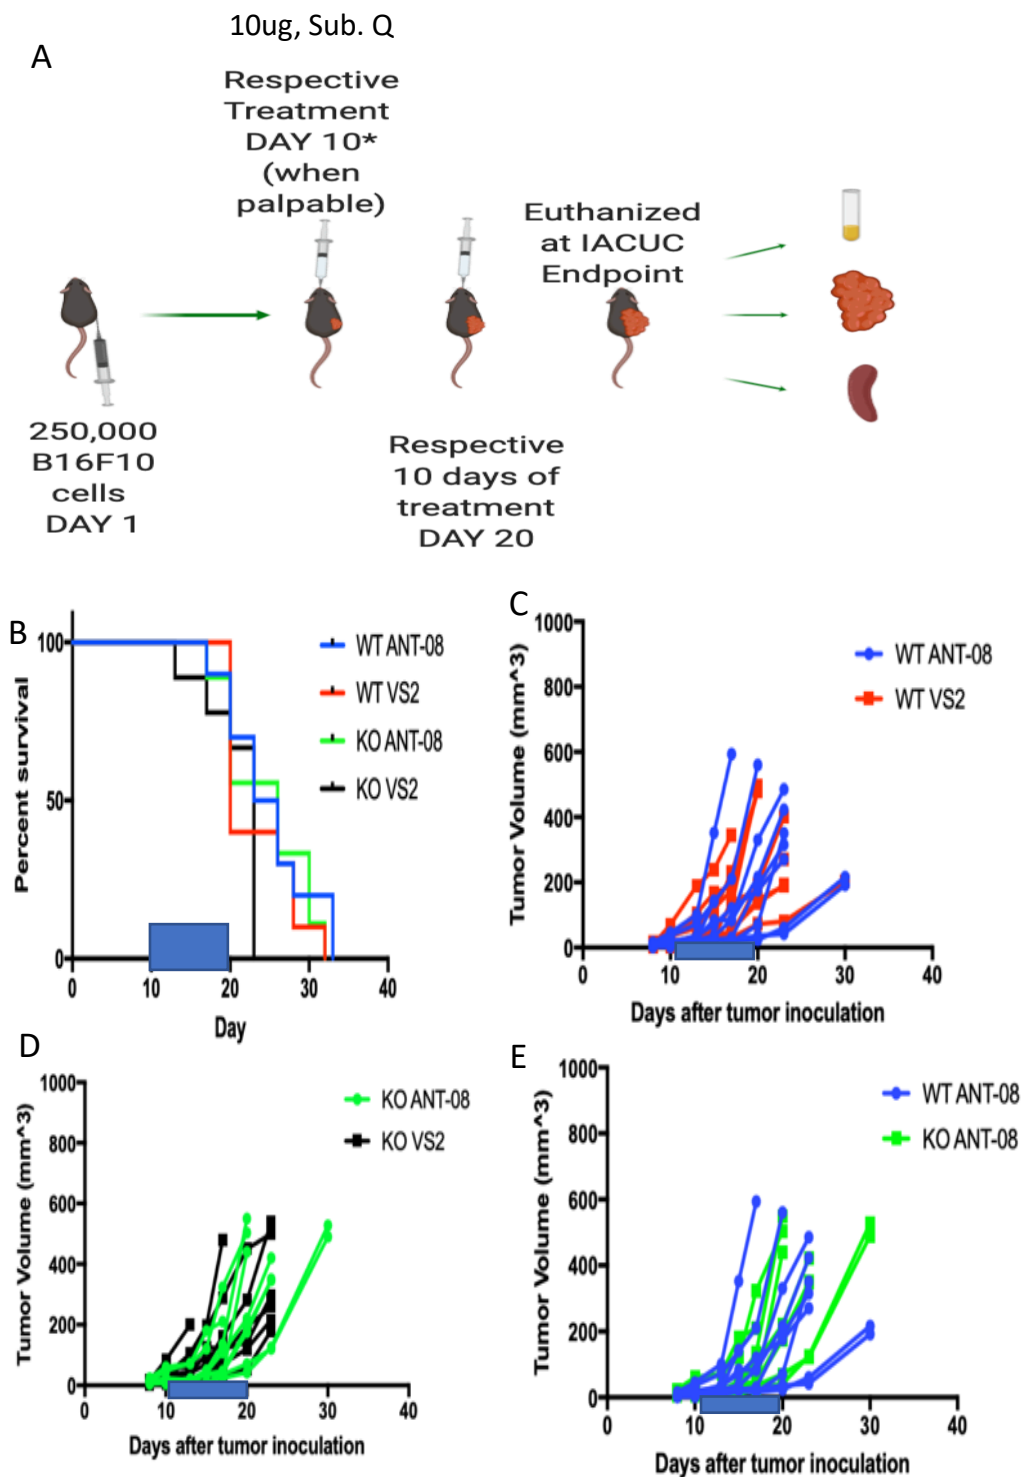 10ug, Sub. Q
A
Respective
Treatment
DAY 10*
(when
palpable)
Euthanized
at IACUC
Endpoint
250,000
B16F10
cells
DAY 1
Respective
10 days of
treatment
DAY 20
B
100
50
0
Percent survival
0 10 20 30 40
Day
WT ANT-08
WT VS2
KO ANT-08
KO VS2
C
1000
800
600
400
200
0
Tumor Volume (mm^3)
0 10 20 30 40
Days after tumor inoculation
WT ANT-08
WT VS2
D
1000
800
600
400
200
0
Tumor Volume (mm^3)
0 10 20 30 40
Days after tumor inoculation
KO ANT-08
KO VS2
E
1000
800
600
400
200
0
Tumor Volume (mm^3)
0 10 20 30 40
Days after tumor inoculation
WT ANT-08
KO ANT-08